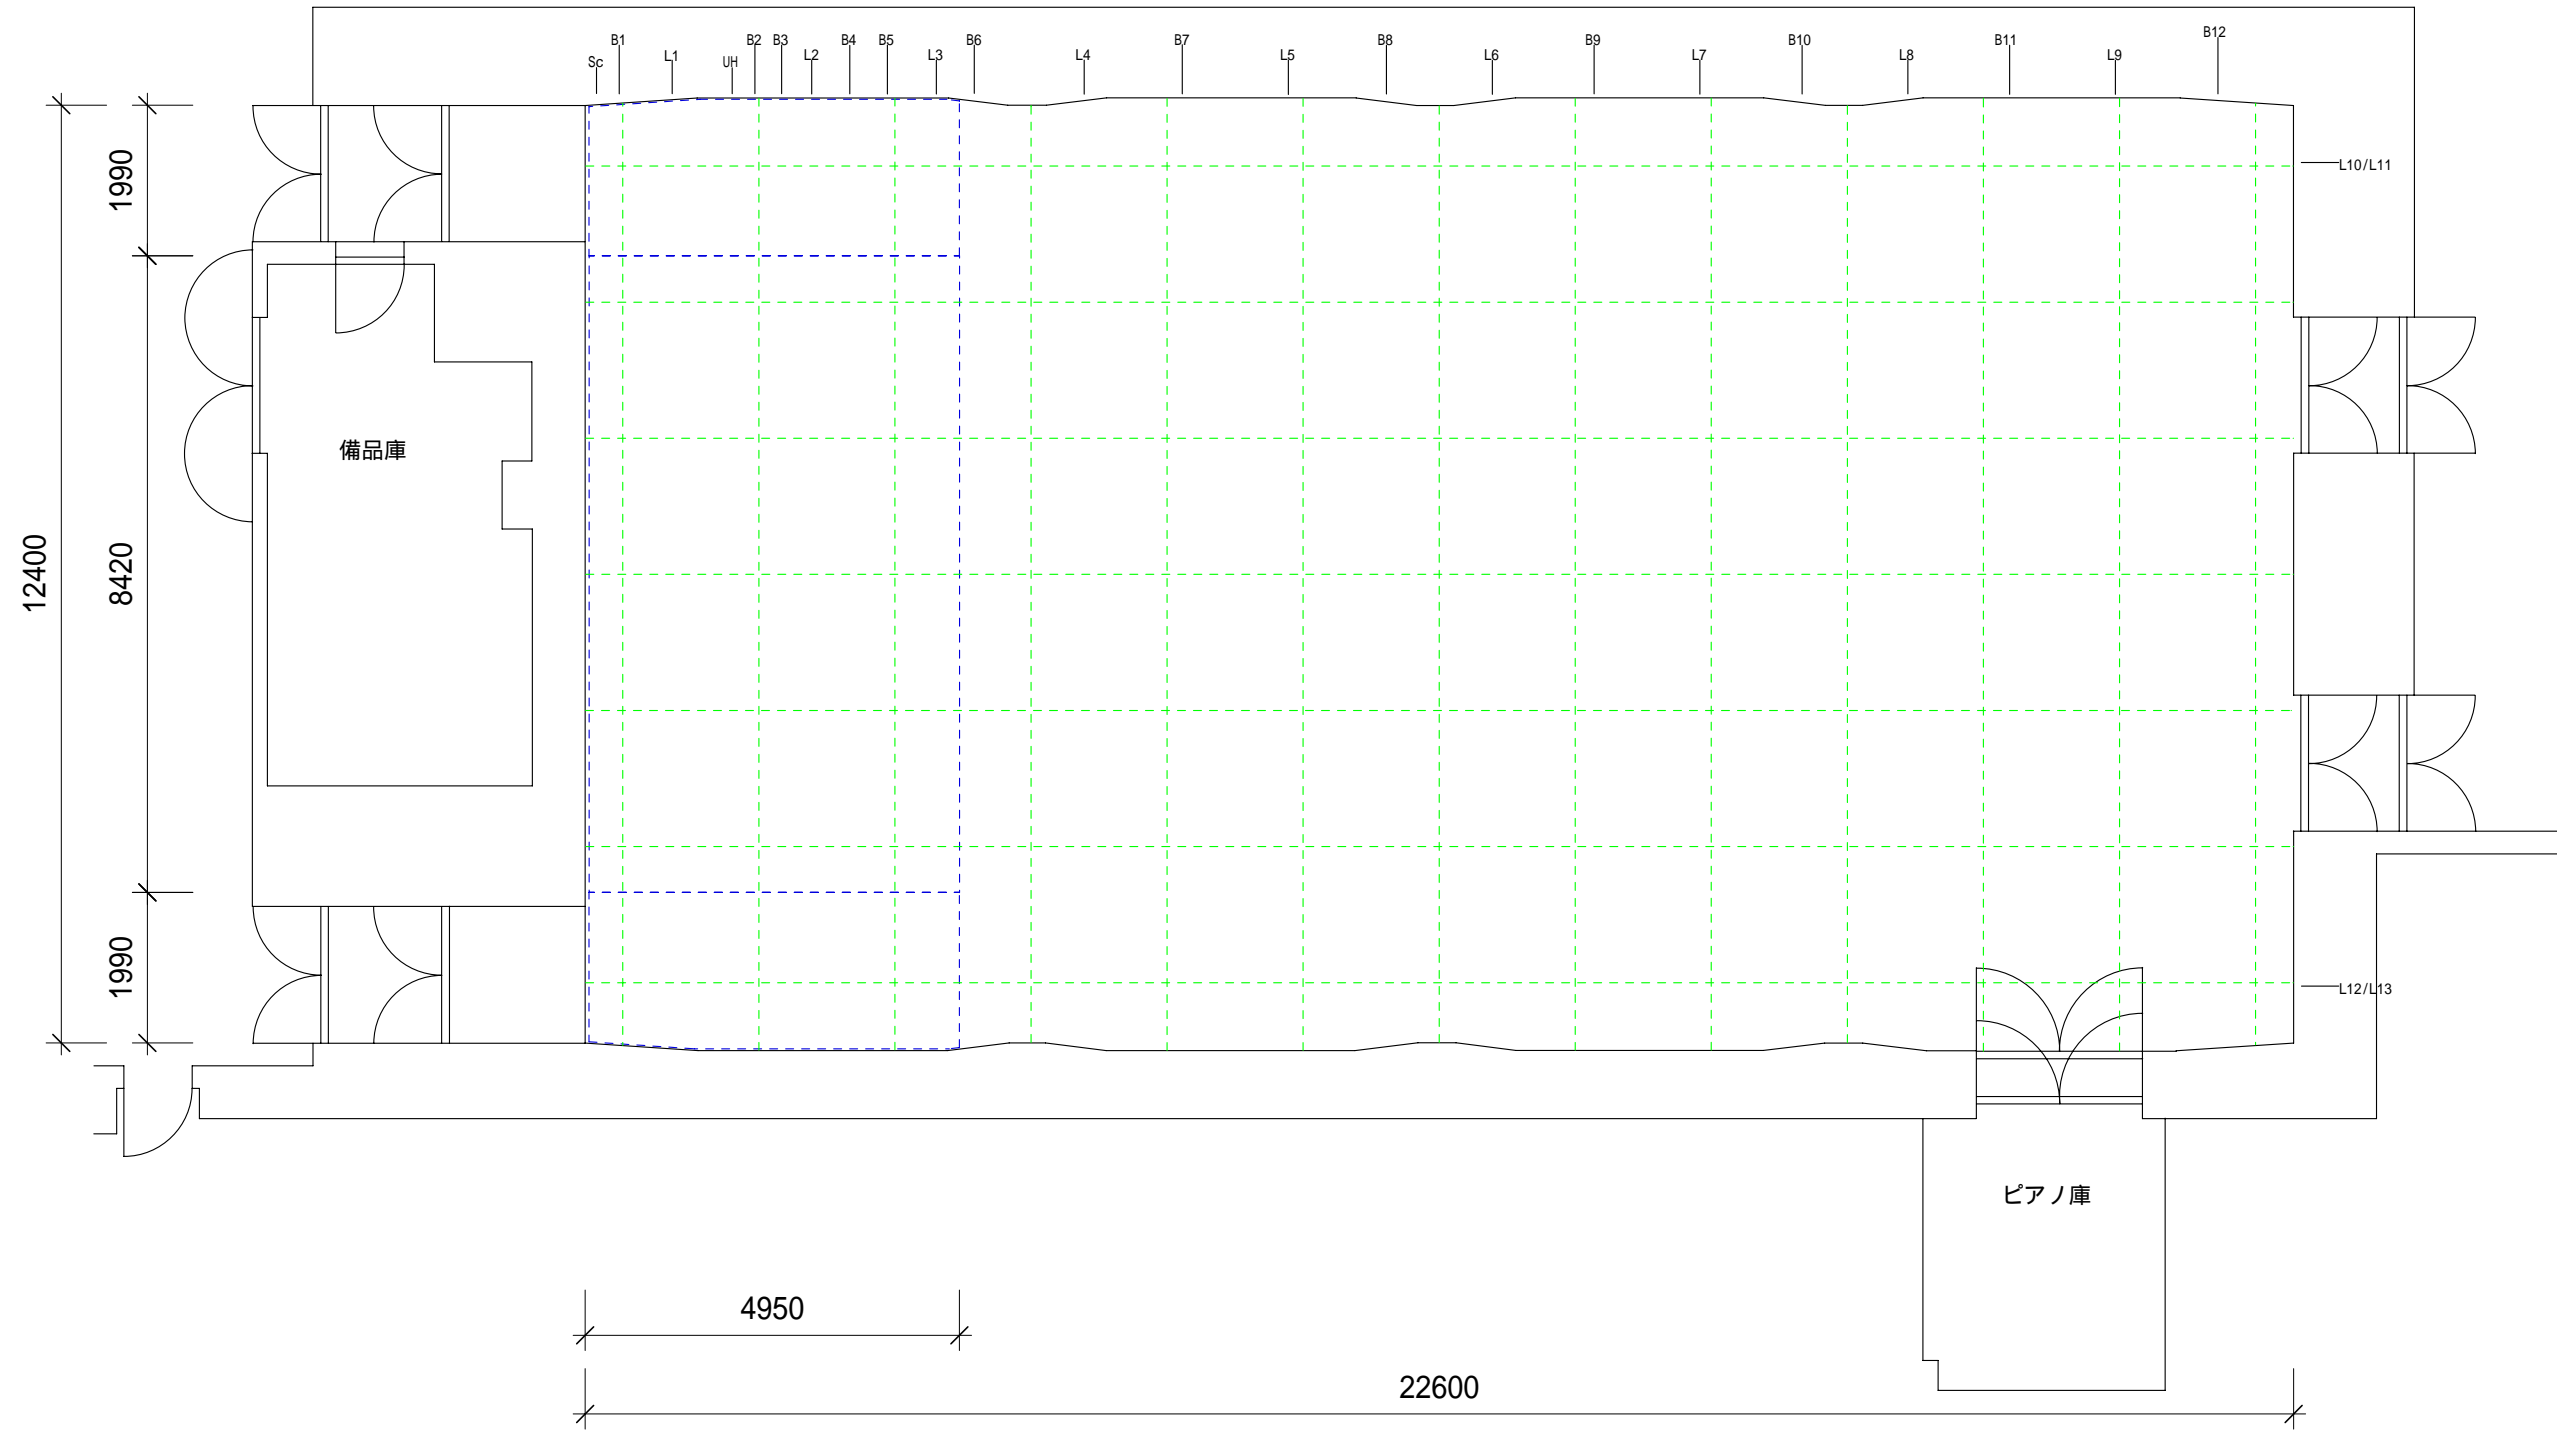 B12
B1
B2
B3
B4
B5
B6
B7
B8
B9
B10
B11
Sc
L1
UH
L2
L3
L4
L5
L6
L7
L8
L9
L10/L11
1990
備品庫
12400
8420
1990
L12/L13
ピアノ庫
4950
22600